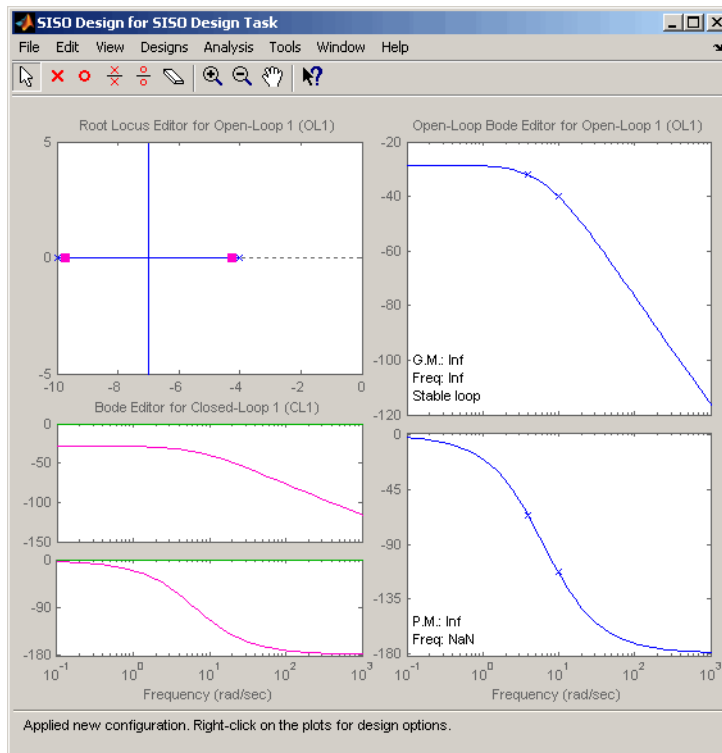 SISO Design for SISO Design Task
File Edit View Designs Analysis Tools Window Help
Root Locus Editor for Open-Loop 1 (OL1)
5
0
-5
-10 -8 -6 -4 -2 0
Bode Editor for Closed-Loop 1 (CL1)
0
-50
-100
-150
0
-90
-180
10^-1 10^0 10^1 10^2 10^3
Frequency (rad/sec)
Open-Loop Bode Editor for Open-Loop 1 (OL1)
-20
-40
-60
-80
-100
-120
G.M.: Inf
Freq: Inf
Stable loop
0
-45
-90
-135
-180
P.M.: Inf
Freq: NaN
10^-1 10^0 10^1 10^2 10^3
Frequency (rad/sec)
Applied new configuration. Right-click on the plots for design options.